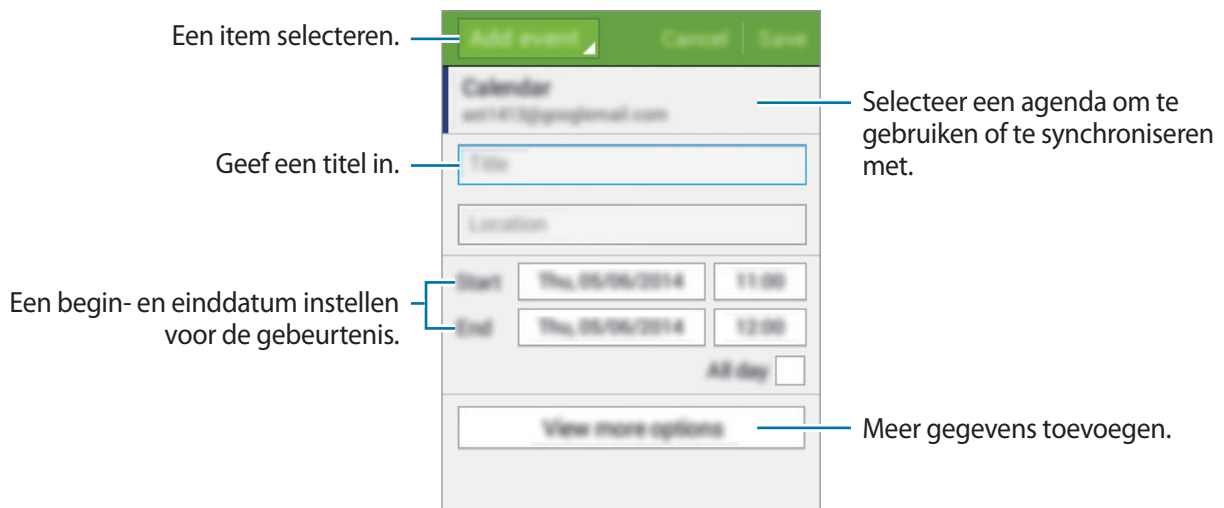 Een item selecteren.
Add event
Cancel
Save
Calendar
Selecteer een agenda om te
gebruiken of te synchroniseren
met.
Geef een titel in.
Title
Location
Een begin- en einddatum instellen
voor de gebeurtenis.
Start
Thu, 05/06/2014
11:00
End
Thu, 05/06/2014
12:00
All day
View more options
Meer gegevens toevoegen.